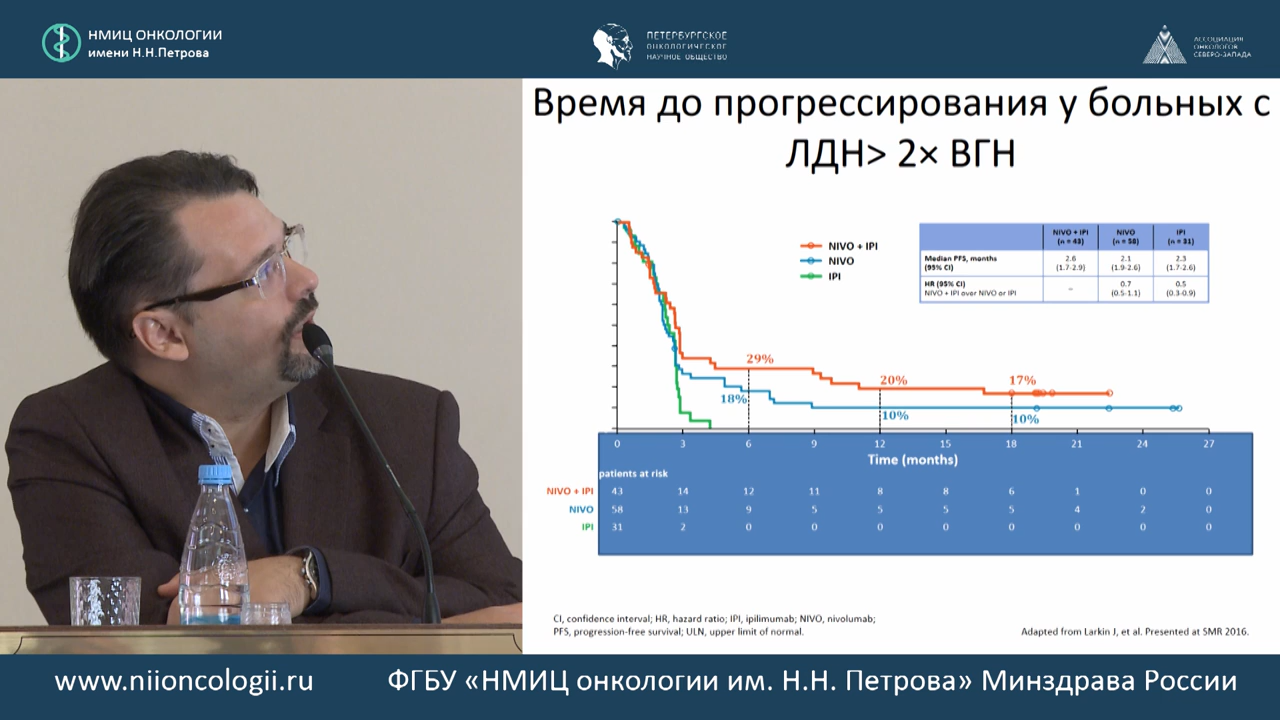 НМИЦ ОНКОЛОГИИ
имени Н.Н.Петрова
ПЕТЕРБУРГСКОЕ
ОНКОЛОГИЧЕСКОЕ
НАУЧНОЕ ОБЩЕСТВО
АССОЦИАЦИЯ
ОНКОЛОГОВ
СЕВЕРО-ЗАПАДА
Время до прогрессирования у больных с
ЛДН> 2× ВГН
NIVO + IPI
NIVO
IPI
NIVO + IPI (n = 43) NIVO (n = 58) IPI (n = 31)
Median PFS, months (95% CI) 2.6 (1.7-2.9) 2.1 (1.9-2.6) 2.3 (1.7-2.6)
HR (95% CI) NIVO + IPI over NIVO or IPI – 0.7 (0.5-1.1) 0.5 (0.3-0.9)
29%
20%
17%
18%
10%
10%
0 3 6 9 12 15 18 21 24 27
Time (months)
patients at risk
NIVO + IPI 43 14 12 11 8 8 6 1 0 0
NIVO 58 13 9 5 5 5 5 4 2 0
IPI 31 2 0 0 0 0 0 0 0 0
CI, confidence interval; HR, hazard ratio; IPI, ipilimumab; NIVO, nivolumab;
PFS, progression-free survival; ULN, upper limit of normal.
Adapted from Larkin J, et al. Presented at SMR 2016.
www.niioncologii.ru
ФГБУ «НМИЦ онкологии им. Н.Н. Петрова» Минздрава России